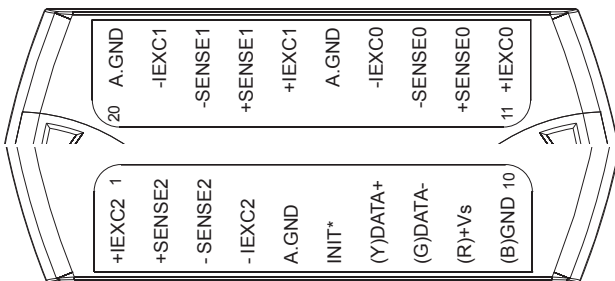 20 A.GND
-IEXC1
-SENSE1
+SENSE1
+IEXC1
A.GND
-IEXC0
-SENSE0
+SENSE0
11 +IEXC0
+IEXC2 1
+SENSE2
- SENSE2
- IEXC2
A.GND
INIT*
(Y)DATA+
(G)DATA-
(R)+Vs
(B)GND 10